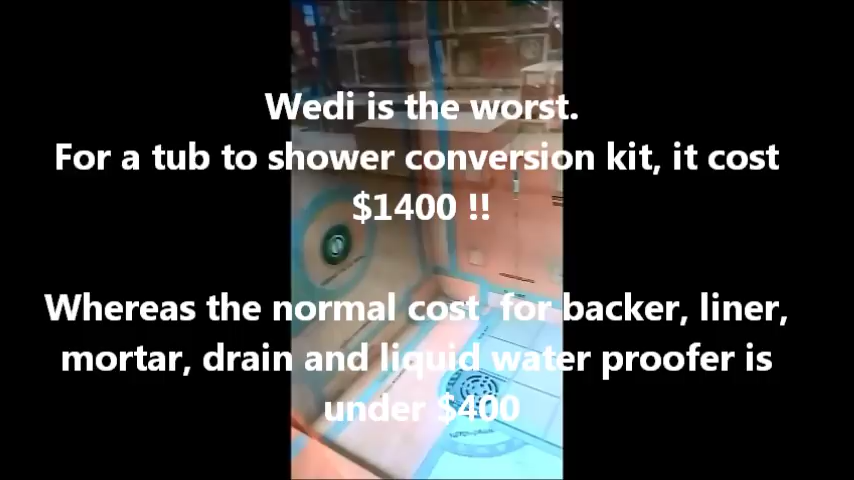 Wedi is the worst.
For a tub to shower conversion kit, it cost
$1400 !!
Whereas the normal cost  for backer, liner,
mortar, drain and liquid water proofer is
under $400